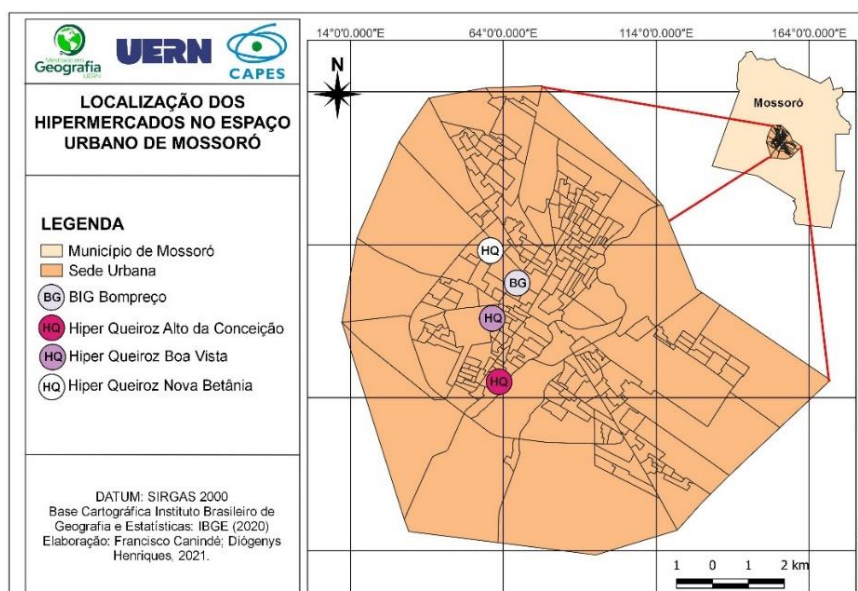 Mestrado em
Geografia
UERN
UERN
CAPES
LOCALIZAÇÃO DOS
HIPERMERCADOS NO ESPAÇO
URBANO DE MOSSORÓ
LEGENDA
Município de Mossoró
Sede Urbana
BG BIG Bompreço
HQ Hiper Queiroz Alto da Conceição
HQ Hiper Queiroz Boa Vista
HQ Hiper Queiroz Nova Betânia
DATUM: SIRGAS 2000
Base Cartográfica Instituto Brasileiro de
Geografia e Estatísticas: IBGE (2020)
Elaboração: Francisco Canindé; Diógenys
Henriques, 2021.
14°0'0.000"E 64°0'0.000"E 114°0'0.000"E 164°0'0.000"E
N
Mossoró
HQ
BG
HQ
HQ
1 0 1 2 km